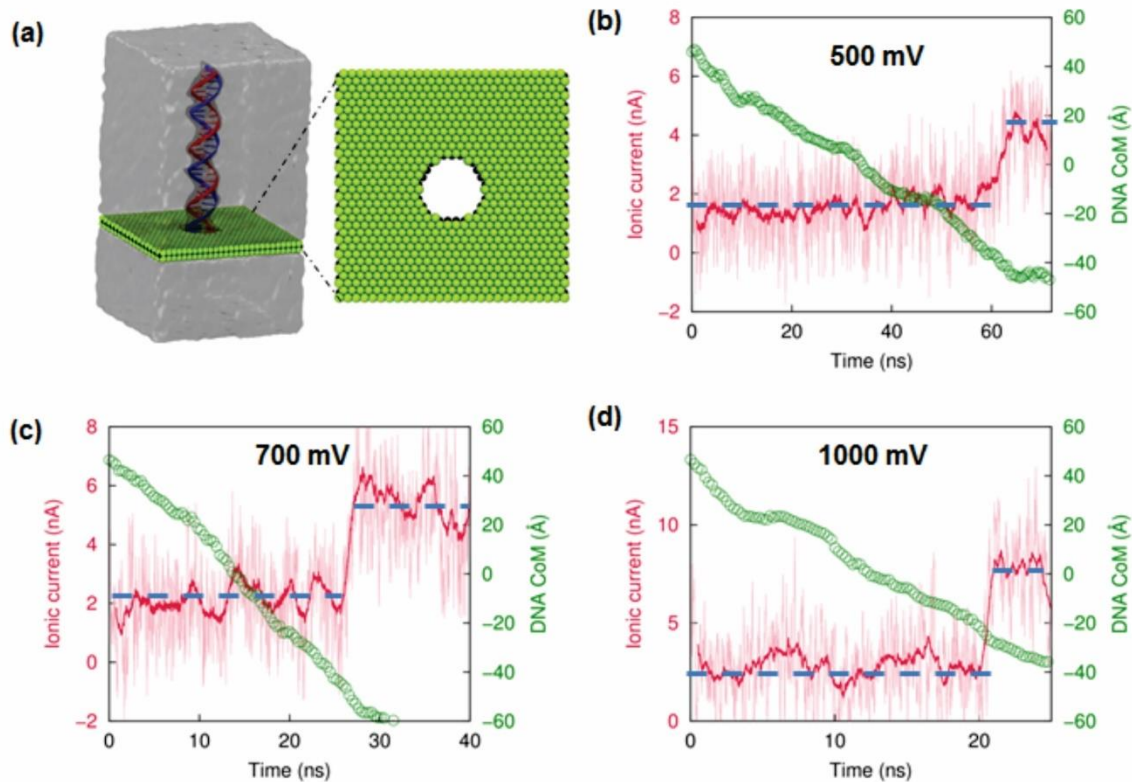 (a)
(b)
500 mV
8
6
4
2
0
−2
Ionic current (nA)
60
40
20
0
−20
−40
−60
DNA CoM (Å)
0 20 40 60
Time (ns)
(c)
700 mV
8
6
4
2
0
−2
Ionic current (nA)
60
40
20
0
−20
−40
−60
DNA CoM (Å)
0 10 20 30 40
Time (ns)
(d)
1000 mV
15
10
5
0
Ionic current (nA)
60
40
20
0
−20
−40
−60
DNA CoM (Å)
0 10 20
Time (ns)